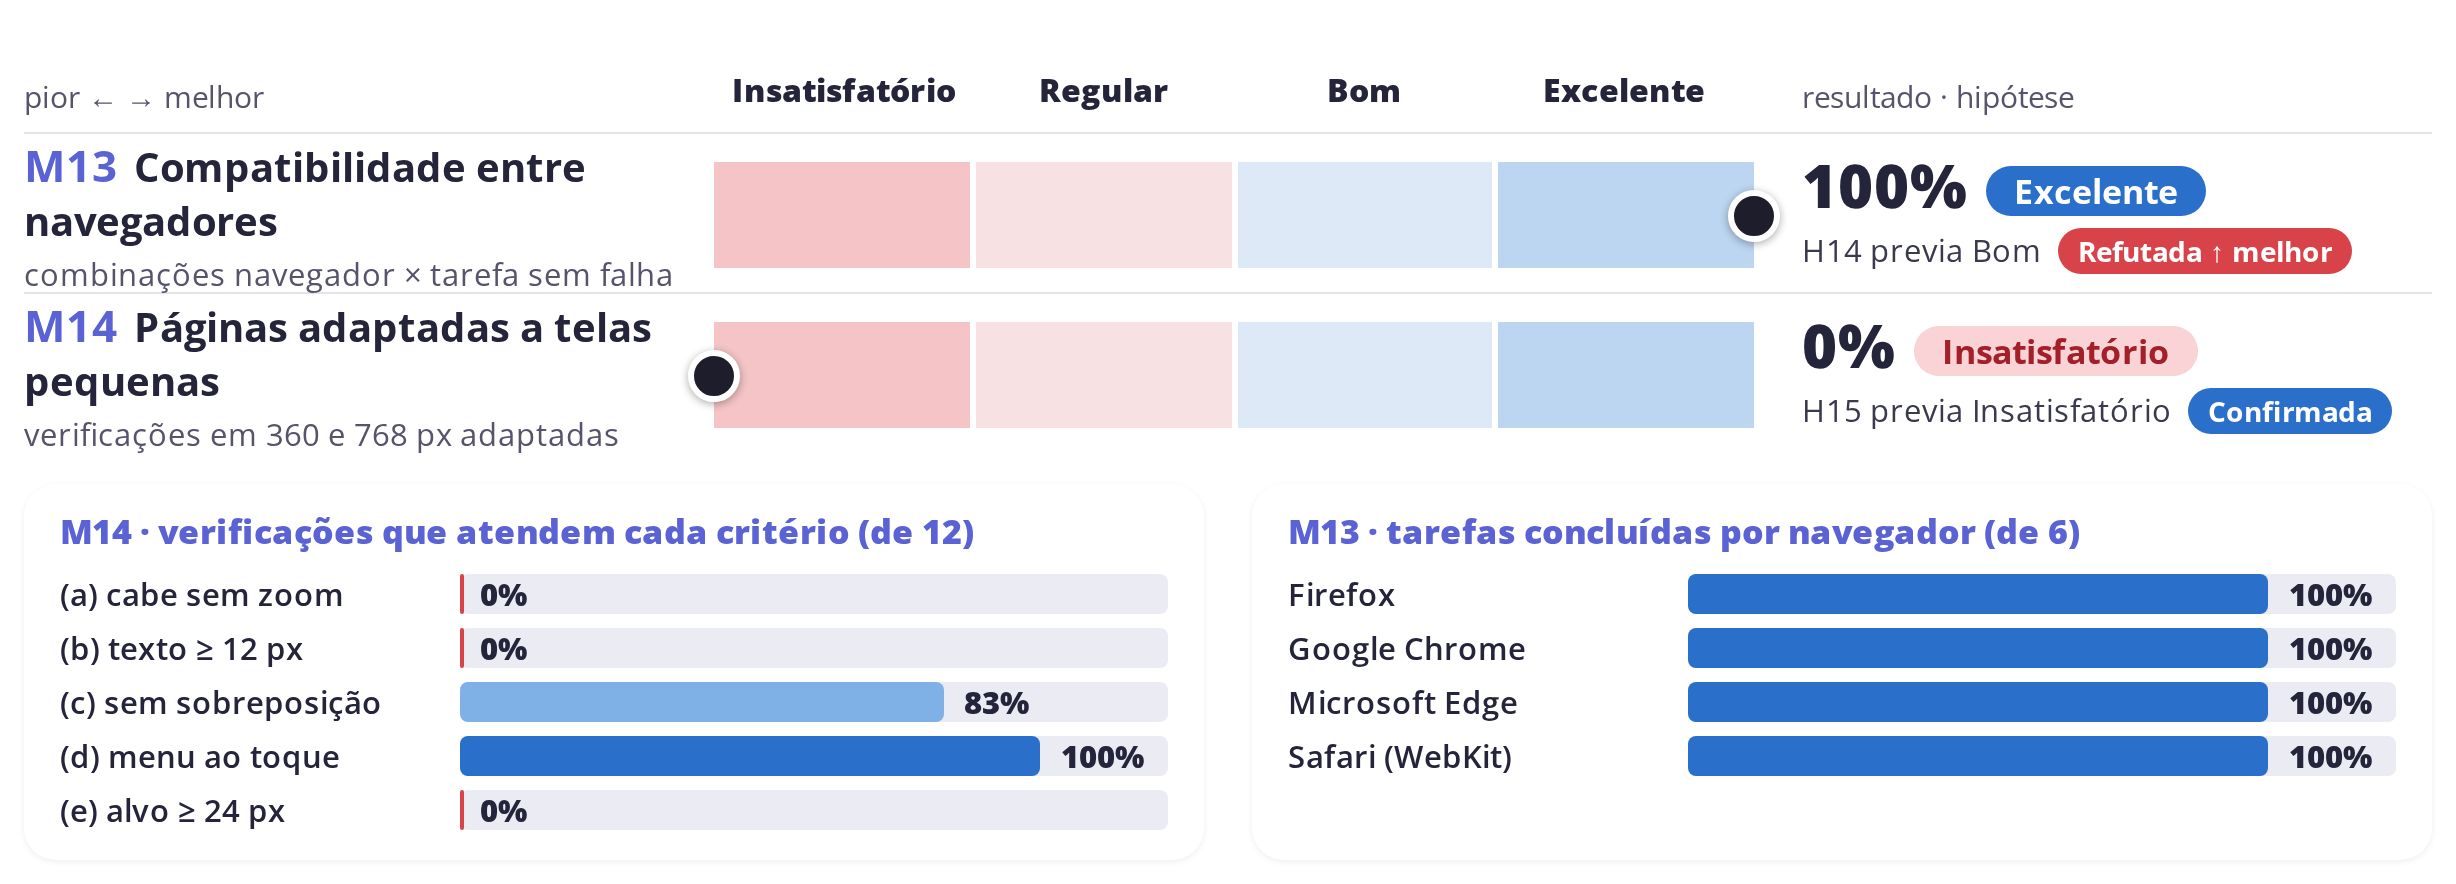 pior ← → melhor
Insatisfatório
Regular
Bom
Excelente
resultado · hipótese
M13 Compatibilidade entre
navegadores
combinações navegador × tarefa sem falha
100% Excelente
H14 previa Bom Refutada ↑ melhor
M14 Páginas adaptadas a telas
pequenas
verificações em 360 e 768 px adaptadas
0% Insatisfatório
H15 previa Insatisfatório Confirmada
M14 · verificações que atendem cada critério (de 12)
(a) cabe sem zoom 0%
(b) texto ≥ 12 px 0%
(c) sem sobreposição 83%
(d) menu ao toque 100%
(e) alvo ≥ 24 px 0%
M13 · tarefas concluídas por navegador (de 6)
Firefox 100%
Google Chrome 100%
Microsoft Edge 100%
Safari (WebKit) 100%